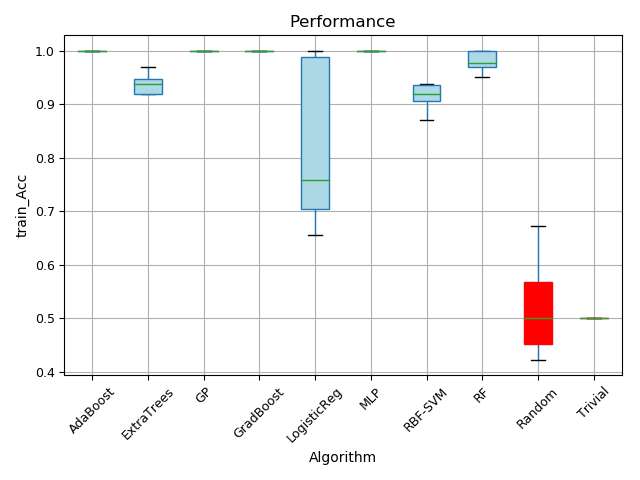 Performance
1.0
0.9
0.8
0.7
0.6
0.5
0.4
train_Acc
AdaBoost
ExtraTrees
GP
GradBoost
LogisticReg
MLP
RBF-SVM
RF
Random
Trivial
Algorithm